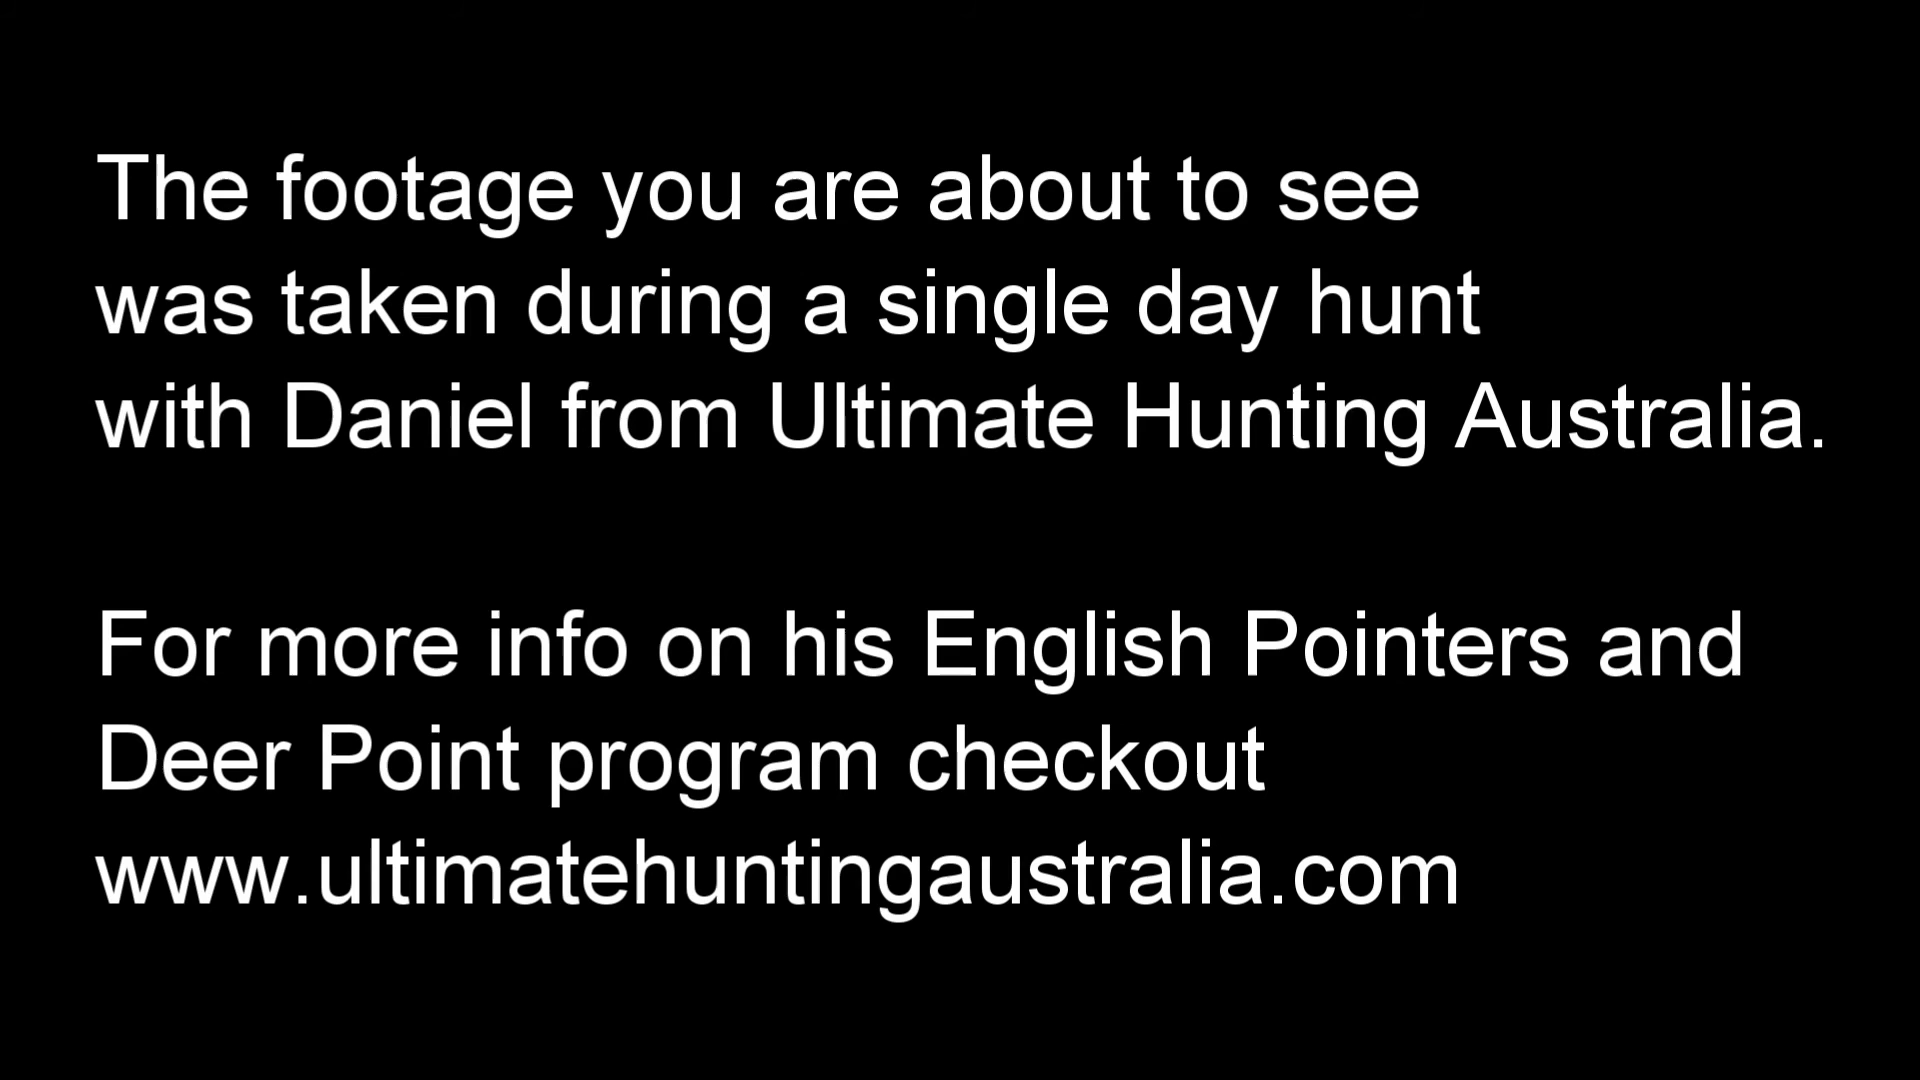 The footage you are about to see
was taken during a single day hunt
with Daniel from Ultimate Hunting Australia.
For more info on his English Pointers and
Deer Point program checkout
www.ultimatehuntingaustralia.com